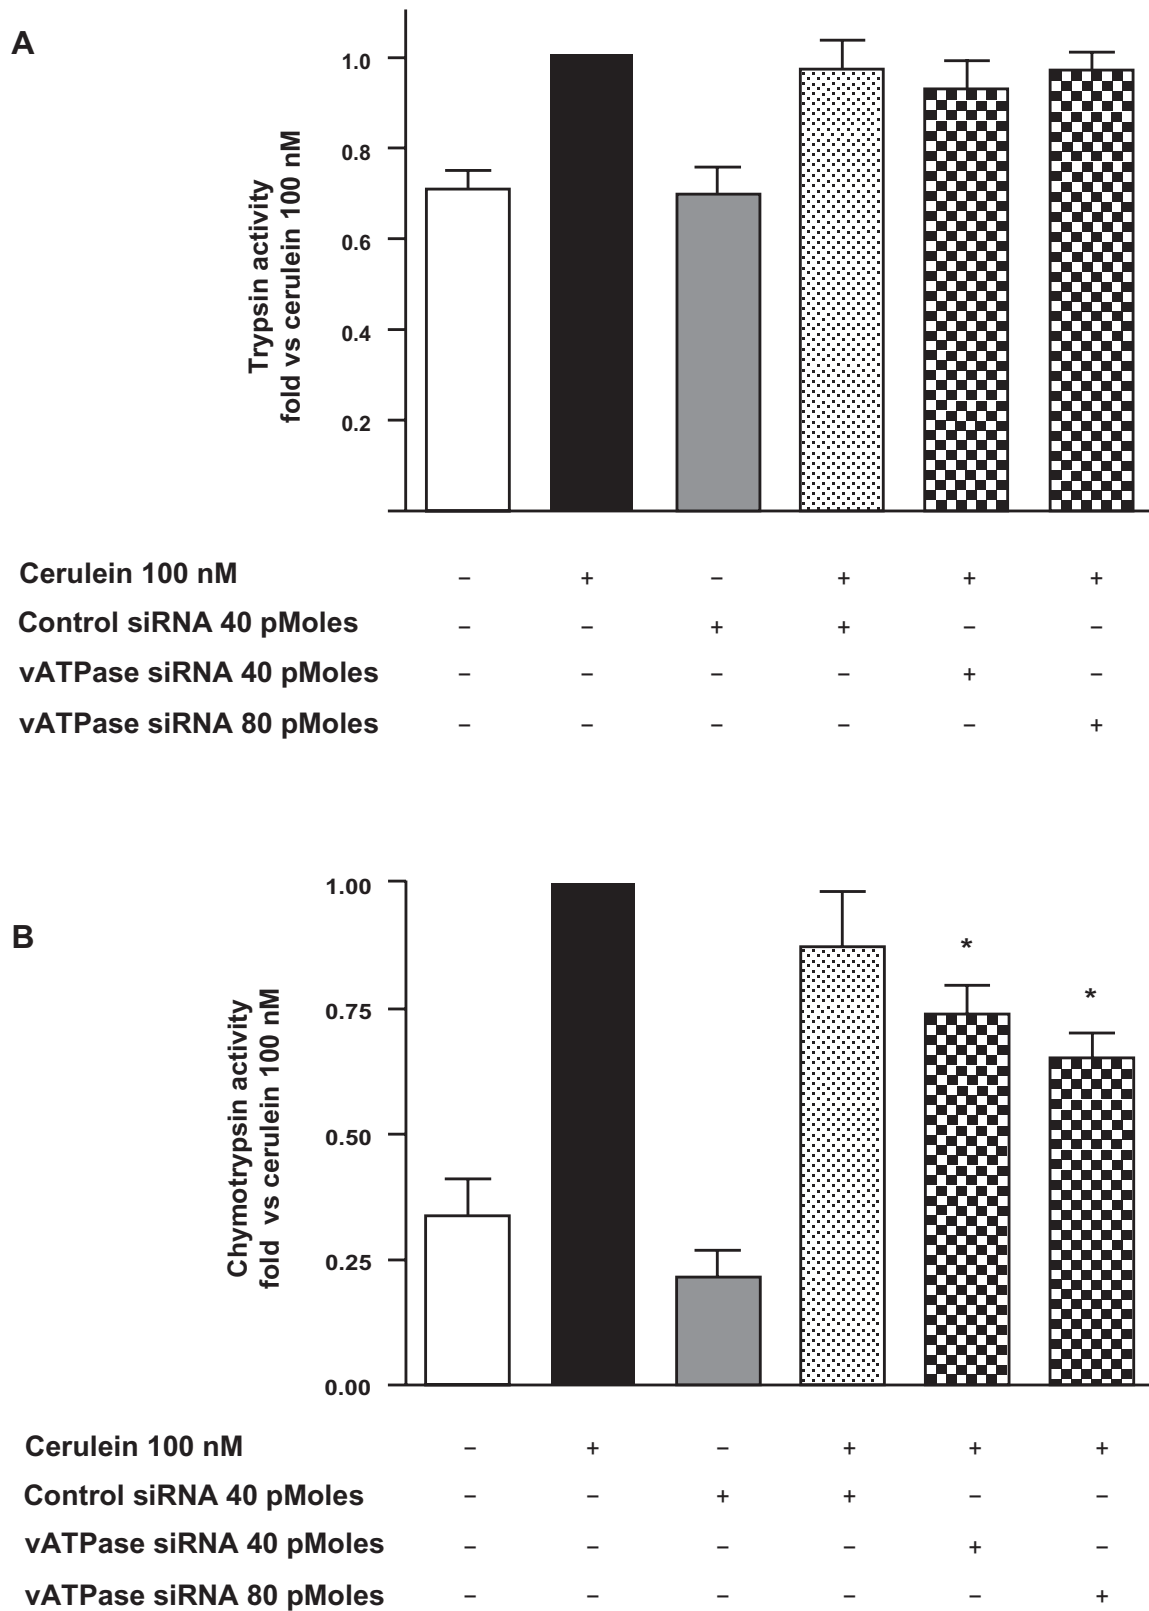 A
1.0
0.8
0.6
0.4
0.2
Trypsin activity
fold vs cerulein 100 nM
Cerulein 100 nM – + – + + +
Control siRNA 40 pMoles – – + + – –
vATPase siRNA 40 pMoles – – – – + –
vATPase siRNA 80 pMoles – – – – – +
B
1.00
0.75
0.50
0.25
0.00
Chymotrypsin activity
fold vs cerulein 100 nM
*
*
Cerulein 100 nM – + – + + +
Control siRNA 40 pMoles – – + + – –
vATPase siRNA 40 pMoles – – – – + –
vATPase siRNA 80 pMoles – – – – – +